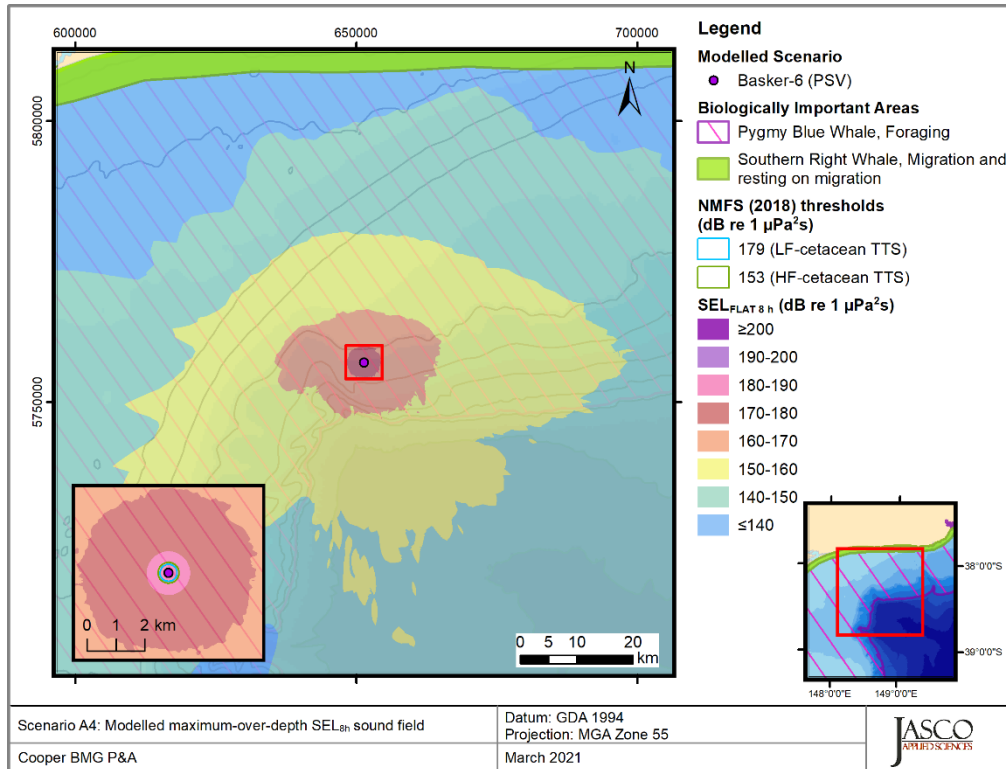 600000
650000
700000
5800000
5750000
N
0 1 2 km
0 5 10 20
km
Legend
Modelled Scenario
Basker-6 (PSV)
Biologically Important Areas
Pygmy Blue Whale, Foraging
Southern Right Whale, Migration and
resting on migration
NMFS (2018) thresholds
(dB re 1 µPa²s)
179 (LF-cetacean TTS)
153 (HF-cetacean TTS)
SELFLAT 8 h (dB re 1 µPa²s)
≥200
190-200
180-190
170-180
160-170
150-160
140-150
≤140
38°0'0"S
39°0'0"S
148°0'0"E
149°0'0"E
Scenario A4: Modelled maximum-over-depth SEL8h sound field
Datum: GDA 1994
Projection: MGA Zone 55
Cooper BMG P&A
March 2021
JASCO
APPLIED SCIENCES